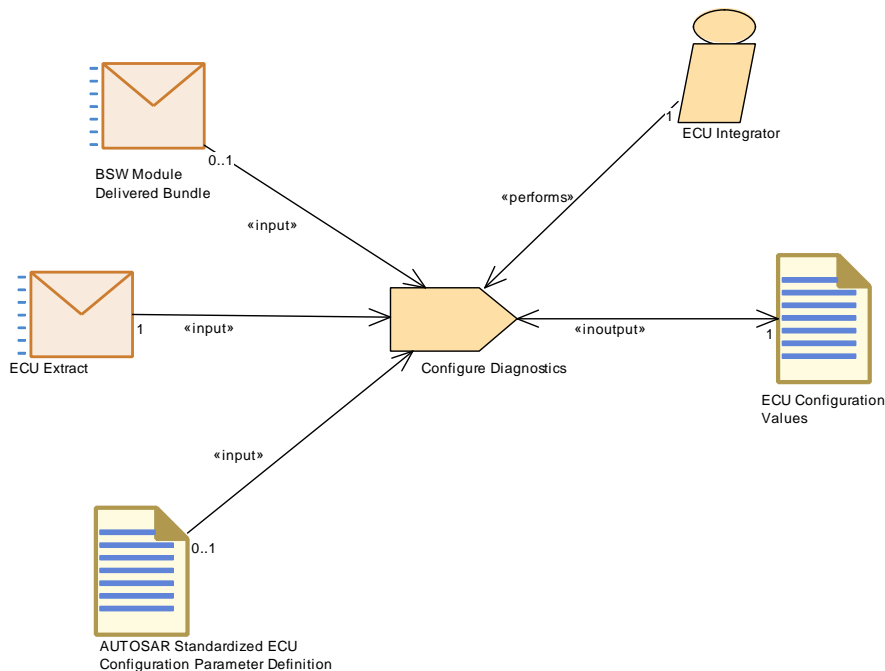 ECU Integrator
1
BSW Module
Delivered Bundle
0..1
«performs»
«input»
ECU Extract
1
«input»
Configure Diagnostics
«inoutput»
1
ECU Configuration
Values
«input»
0..1
AUTOSAR Standardized ECU
Configuration Parameter Definition